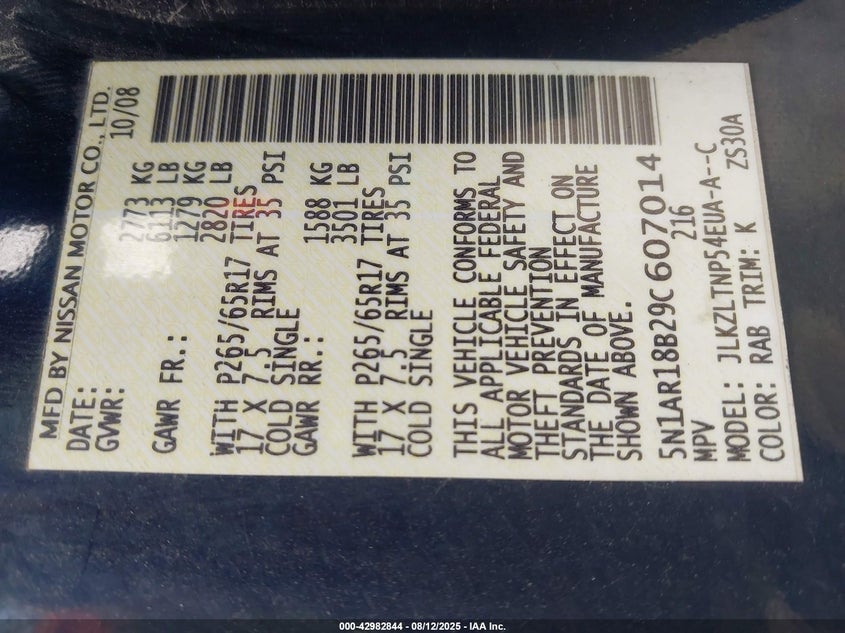 MFD BY NISSAN MOTOR CO., LTD.
DATE: 10/08
GVWR: 2773 KG
6113 LB
GAWR FR.: 1279 KG
2820 LB
WITH P265/65R17 TIRES
17 X 7.5 RIMS AT 35 PSI
COLD SINGLE
GAWR RR.: 1588 KG
3501 LB
WITH P265/65R17 TIRES
17 X 7.5 RIMS AT 35 PSI
COLD SINGLE
THIS VEHICLE CONFORMS TO
ALL APPLICABLE FEDERAL
MOTOR VEHICLE SAFETY AND
THEFT PREVENTION
STANDARDS IN EFFECT ON
THE DATE OF MANUFACTURE
SHOWN ABOVE.
5N1AR18B29C607014
MPV 216
MODEL: JLKZLTNP54EUA-A--C
COLOR: RAB TRIM: K ZS30A
000-42982844 - 08/12/2025 - IAA Inc.